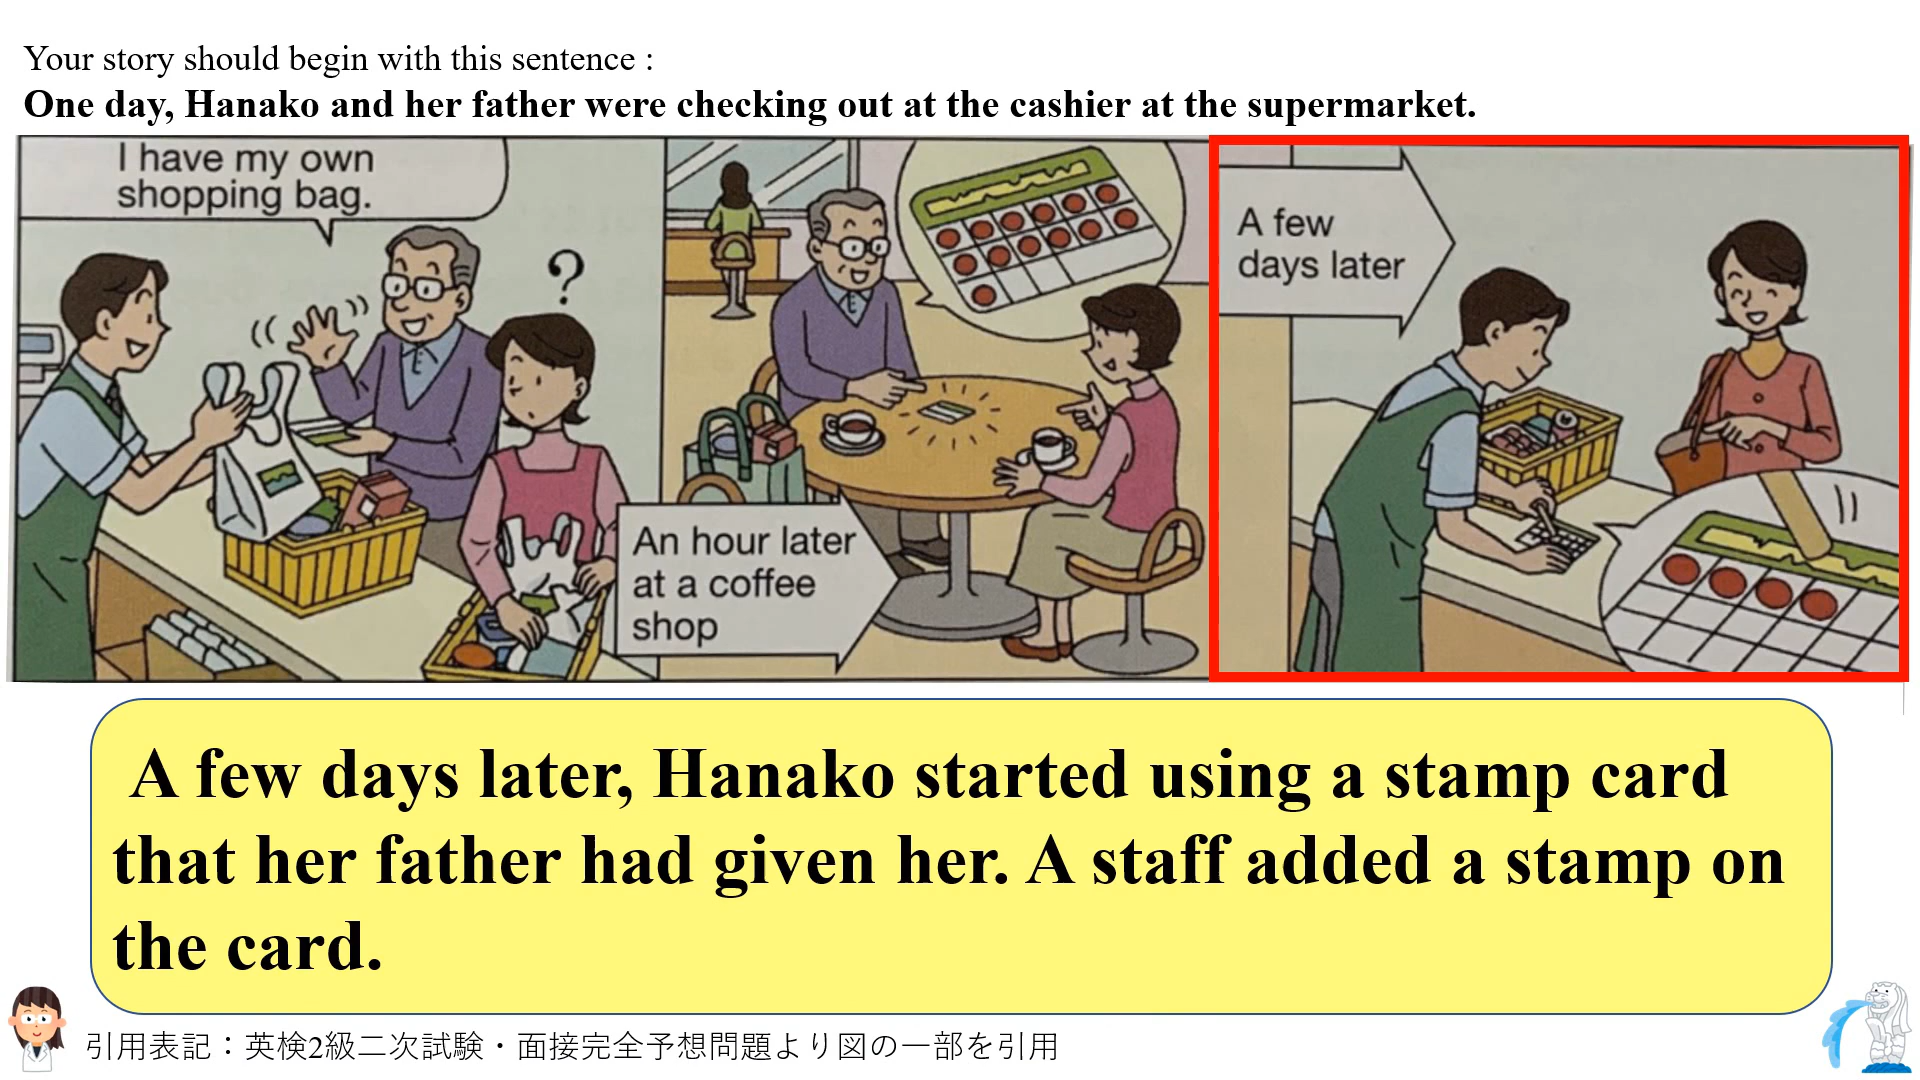 Your story should begin with this sentence :
One day, Hanako and her father were checking out at the cashier at the supermarket.
I have my own
shopping bag.
?
An hour later
at a coffee
shop
A few
days later
A few days later, Hanako started using a stamp card
that her father had given her. A staff added a stamp on
the card.
引用表記：英検2級二次試験・面接完全予想問題より図の一部を引用